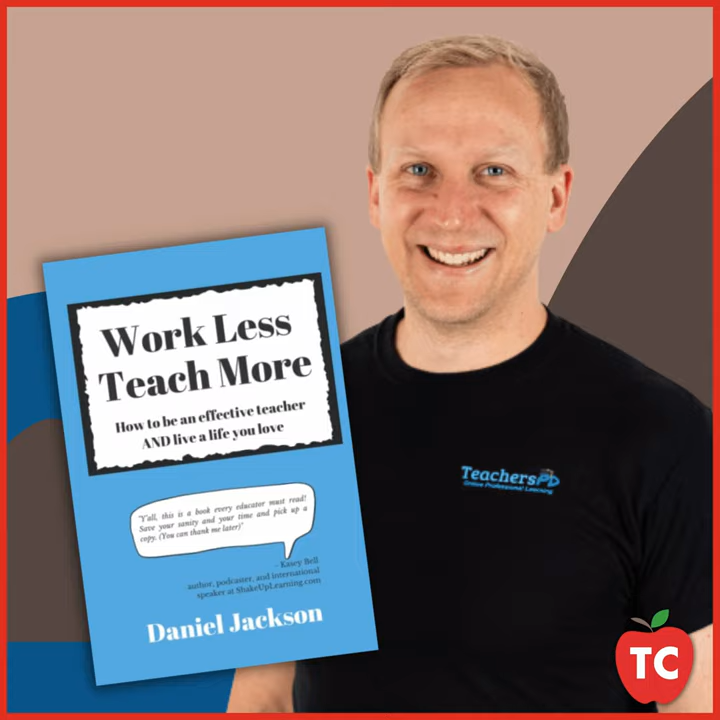 Work Less
Teach More
How to be an effective teacher
AND live a life you love
"Y'all, this is a book every educator must read!
Save your sanity and your time and pick up a
copy. (You can thank me later)"
- Kasey Bell
author, podcaster, and international
speaker at ShakeUpLearning.com
Daniel Jackson
TeachersPD
Online Professional Learning
TC